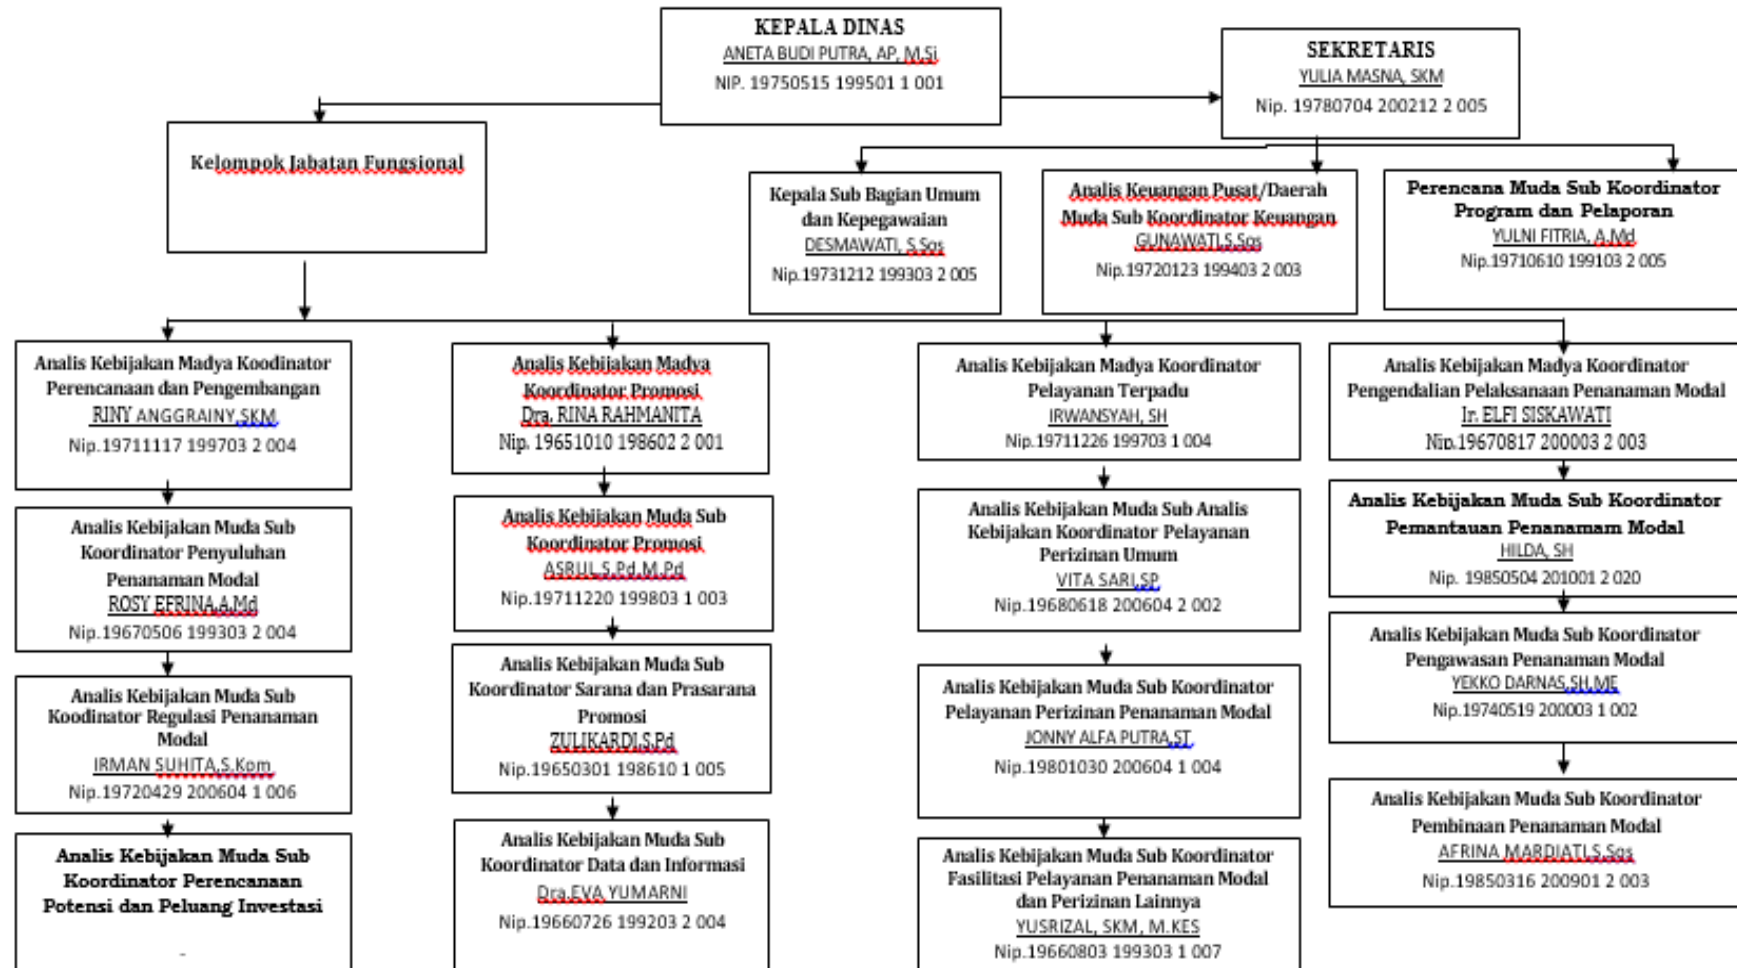 KEPALA DINAS
ANETA BUDI PUTRA, AP, M.Si
NIP. 19750515 199501 1 001
SEKRETARIS
YULIA MASNA, SKM
Nip. 19780704 200212 2 005
Kelompok Jabatan Fungsional
Kepala Sub Bagian Umum
dan Kepegawaian
DESMAWATI, S.Sos
Nip.19731212 199303 2 005
Analis Keuangan Pusat/Daerah
Muda Sub Koordinator Keuangan
GUNAWATI,S.Sos
Nip.19720123 199403 2 003
Perencana Muda Sub Koordinator
Program dan Pelaporan
YULNI FITRIA, A.Md
Nip.19710610 199103 2 005
Analis Kebijakan Madya Koodinator
Perencanaan dan Pengembangan
RINY ANGGRAINY,SKM
Nip.19711117 199703 2 004
Analis Kebijakan Madya
Koordinator Promosi
Dra. RINA RAHMANITA
Nip. 19651010 198602 2 001
Analis Kebijakan Madya Koordinator
Pelayanan Terpadu
IRWANSYAH, SH
Nip.19711226 199703 1 004
Analis Kebijakan Madya Koordinator
Pengendalian Pelaksanaan Penanaman Modal
Ir. ELFI SISKAWATI
Nip.19670817 200003 2 003
Analis Kebijakan Muda Sub
Koordinator Penyuluhan
Penanaman Modal
ROSY EFRINA,A.Md
Nip.19670506 199303 2 004
Analis Kebijakan Muda Sub
Koordinator Promosi
ASRUL,S.Pd,M.Pd
Nip.19711220 199803 1 003
Analis Kebijakan Muda Sub Analis
Kebijakan Koordinator Pelayanan
Perizinan Umum
VITA SARI,SP
Nip.19680618 200604 2 002
Analis Kebijakan Muda Sub Koordinator
Pemantauan Penanamam Modal
HILDA, SH
Nip. 19850504 201001 2 020
Analis Kebijakan Muda Sub
Koodinator Regulasi Penanaman
Modal
IRMAN SUHITA,S.Kom
Nip.19720429 200604 1 006
Analis Kebijakan Muda Sub
Koordinator Sarana dan Prasarana
Promosi
ZULIKARDI,S.Pd
Nip.19650301 198610 1 005
Analis Kebijakan Muda Sub Koordinator
Pelayanan Perizinan Penanaman Modal
JONNY ALFA PUTRA,ST
Nip.19801030 200604 1 004
Analis Kebijakan Muda Sub Koordinator
Pengawasan Penanaman Modal
YEKKO DARNAS,SH,ME
Nip.19740519 200003 1 002
Analis Kebijakan Muda Sub
Koordinator Perencanaan
Potensi dan Peluang Investasi
-
Analis Kebijakan Muda Sub
Koordinator Data dan Informasi
Dra.EVA YUMARNI
Nip.19660726 199203 2 004
Analis Kebijakan Muda Sub Koordinator
Fasilitasi Pelayanan Penanaman Modal
dan Perizinan Lainnya
YUSRIZAL, SKM, M.KES
Nip.19660803 199303 1 007
Analis Kebijakan Muda Sub Koordinator
Pembinaan Penanaman Modal
AFRINA MARDIATI,S.Sos
Nip.19850316 200901 2 003